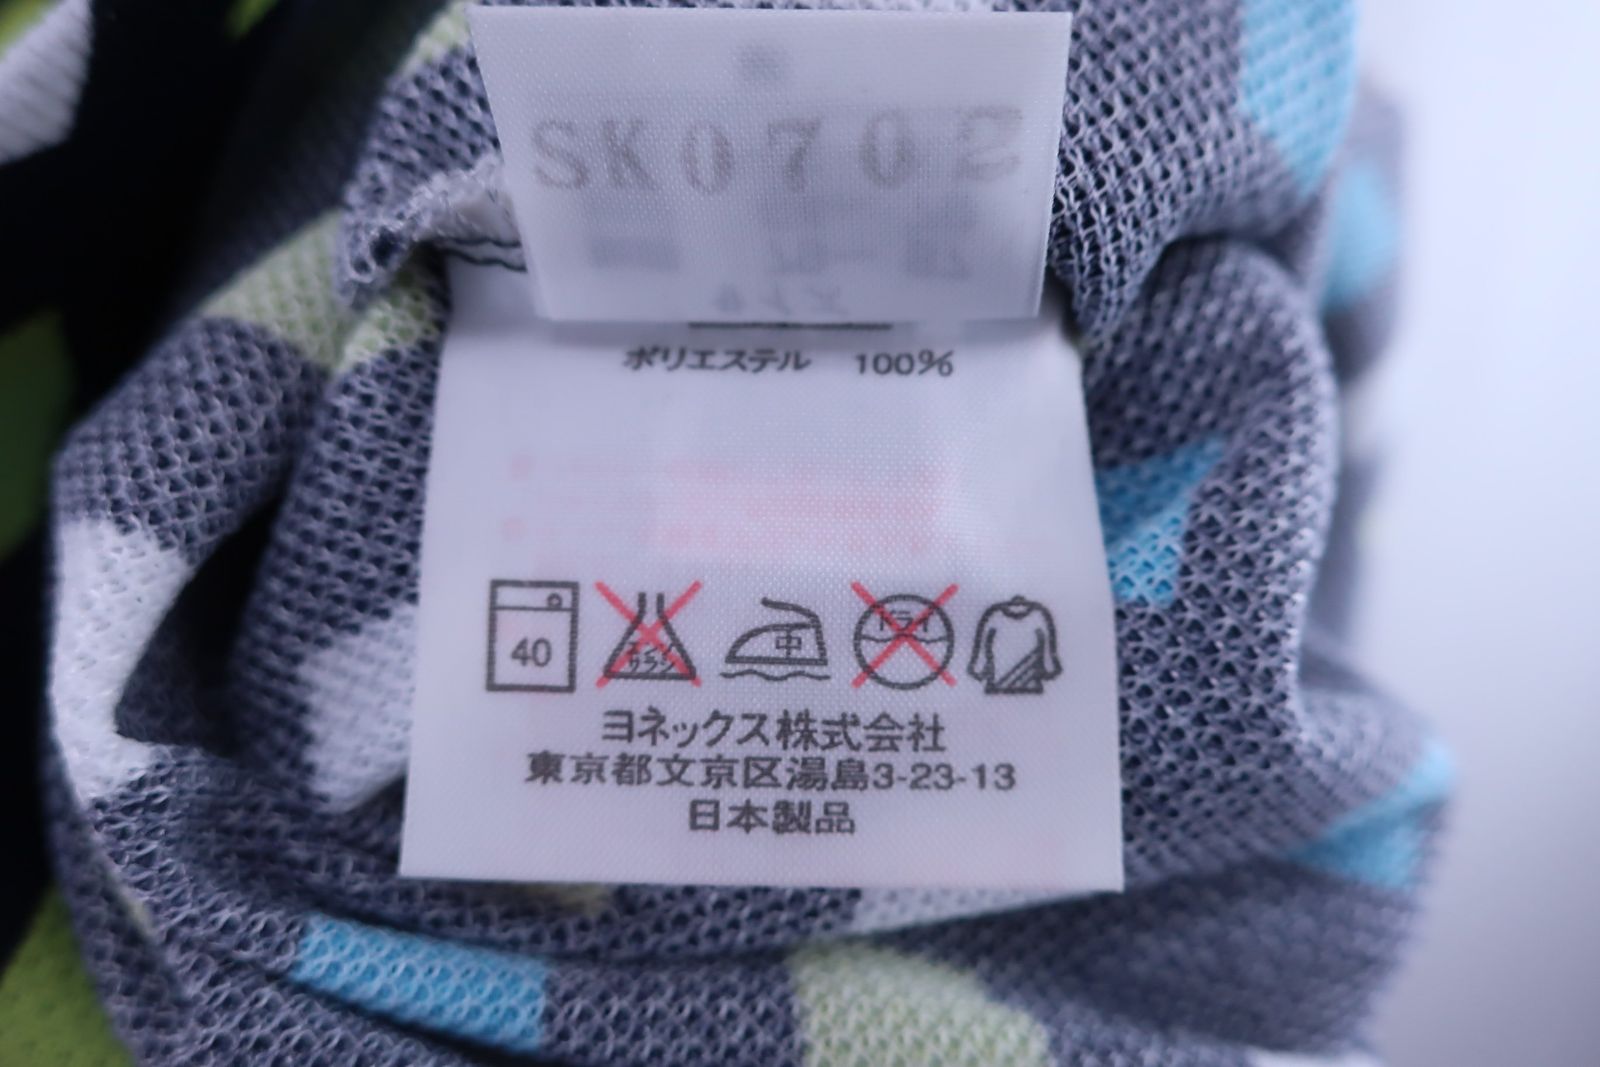 SK0702
ポリエステル 100%
40
中
ヨネックス株式会社
東京都文京区湯島3-23-13
日本製品